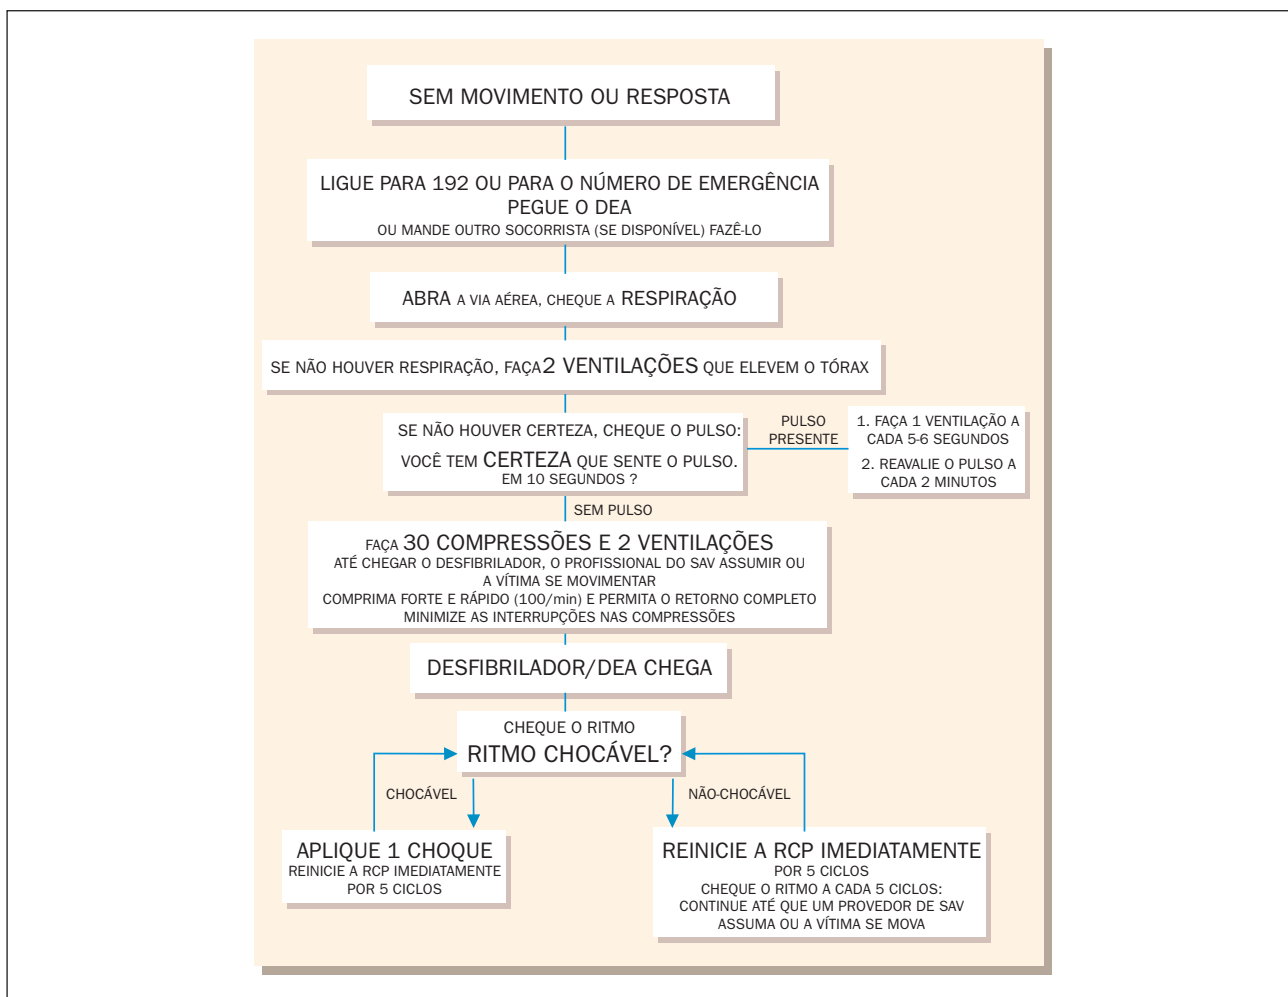 SEM MOVIMENTO OU RESPOSTA
LIGUE PARA 192 OU PARA O NÚMERO DE EMERGÊNCIA
PEGUE O DEA
OU MANDE OUTRO SOCORRISTA (SE DISPONÍVEL) FAZÊ-LO
ABRA A VIA AÉREA, CHEQUE A RESPIRAÇÃO
SE NÃO HOUVER RESPIRAÇÃO, FAÇA 2 VENTILAÇÕES QUE ELEVEM O TÓRAX
SE NÃO HOUVER CERTEZA, CHEQUE O PULSO:
VOCÊ TEM CERTEZA QUE SENTE O PULSO.
EM 10 SEGUNDOS ?
PULSO
PRESENTE
1. FAÇA 1 VENTILAÇÃO A
CADA 5-6 SEGUNDOS
2. REAVALIE O PULSO A
CADA 2 MINUTOS
SEM PULSO
FAÇA 30 COMPRESSÕES E 2 VENTILAÇÕES
ATÉ CHEGAR O DESFIBRILADOR, O PROFISSIONAL DO SAV ASSUMIR OU
A VÍTIMA SE MOVIMENTAR
COMPRIMA FORTE E RÁPIDO (100/min) E PERMITA O RETORNO COMPLETO
MINIMIZE AS INTERRUPÇÕES NAS COMPRESSÕES
DESFIBRILADOR/DEA CHEGA
CHEQUE O RITMO
RITMO CHOCÁVEL?
CHOCÁVEL
NÃO-CHOCÁVEL
APLIQUE 1 CHOQUE
REINICIE A RCP IMEDIATAMENTE
POR 5 CICLOS
REINICIE A RCP IMEDIATAMENTE
POR 5 CICLOS
CHEQUE O RITMO A CADA 5 CICLOS:
CONTINUE ATÉ QUE UM PROVEDOR DE SAV
ASSUMA OU A VÍTIMA SE MOVA